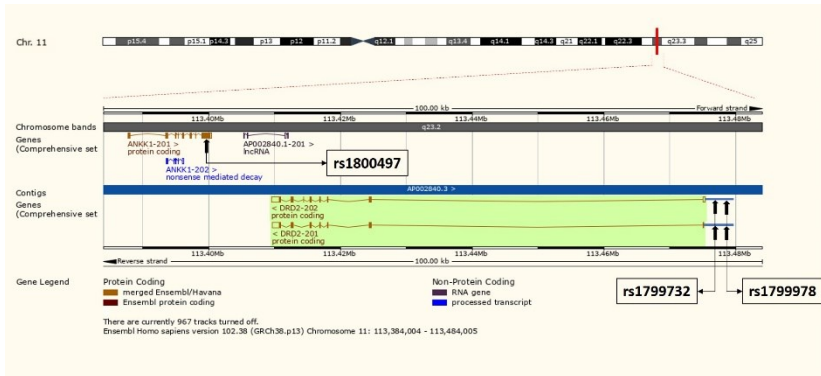 Chr. 11
p15.4 p15.1 p14.3 p13 p12 p11.2 q12.1 q13.4 q14.1 q14.3 q21 q22.1 q22.3 q23.3 q25
100.00 kb Forward strand
113.40Mb 113.42Mb 113.44Mb 113.46Mb 113.48Mb
Chromosome bands q23.2
Genes
(Comprehensive set
ANKK1-201 > AP002840.1-201 >
protein coding lncRNA
ANKK1-202 >
nonsense mediated decay
rs1800497
Contigs AP002840.3 >
Genes
(Comprehensive set
< DRD2-202
protein coding
< DRD2-201
protein coding
113.40Mb 113.42Mb 113.44Mb 113.46Mb 113.48Mb
Reverse strand 100.00 kb
Gene Legend
Protein Coding Non-Protein Coding
merged Ensembl/Havana RNA gene
Ensembl protein coding processed transcript
rs1799732 rs1799978
There are currently 967 tracks turned off.
Ensembl Homo sapiens version 102.38 (GRCh38.p13) Chromosome 11: 113,384,004 - 113,484,005